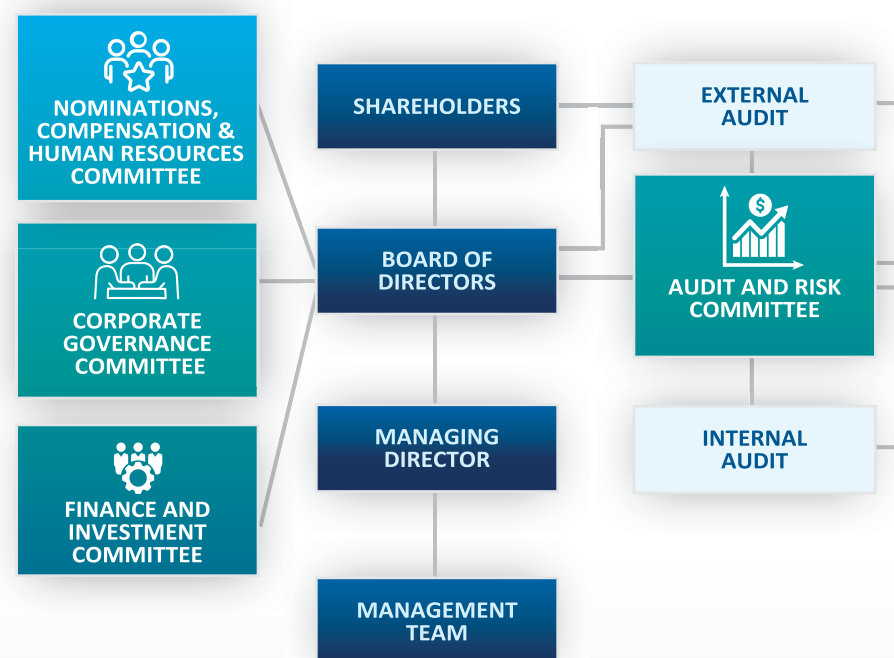 NOMINATIONS,
COMPENSATION &
HUMAN RESOURCES
COMMITTEE
CORPORATE
GOVERNANCE
COMMITTEE
FINANCE AND
INVESTMENT
COMMITTEE
SHAREHOLDERS
BOARD OF
DIRECTORS
MANAGING
DIRECTOR
MANAGEMENT
TEAM
EXTERNAL
AUDIT
$
AUDIT AND RISK
COMMITTEE
INTERNAL
AUDIT